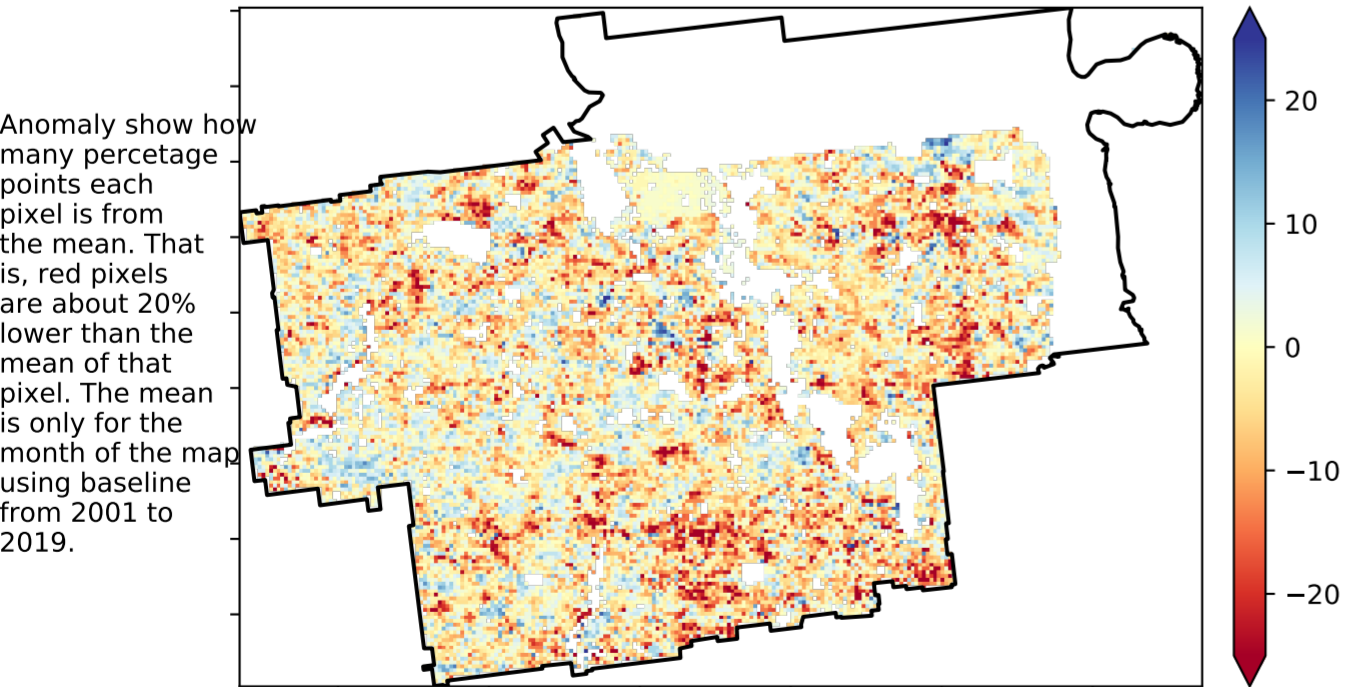 Anomaly show how
many percetage
points each
pixel is from
the mean. That
is, red pixels
are about 20%
lower than the
mean of that
pixel. The mean
is only for the
month of the map
using baseline
from 2001 to
2019.
20
10
0
−10
−20